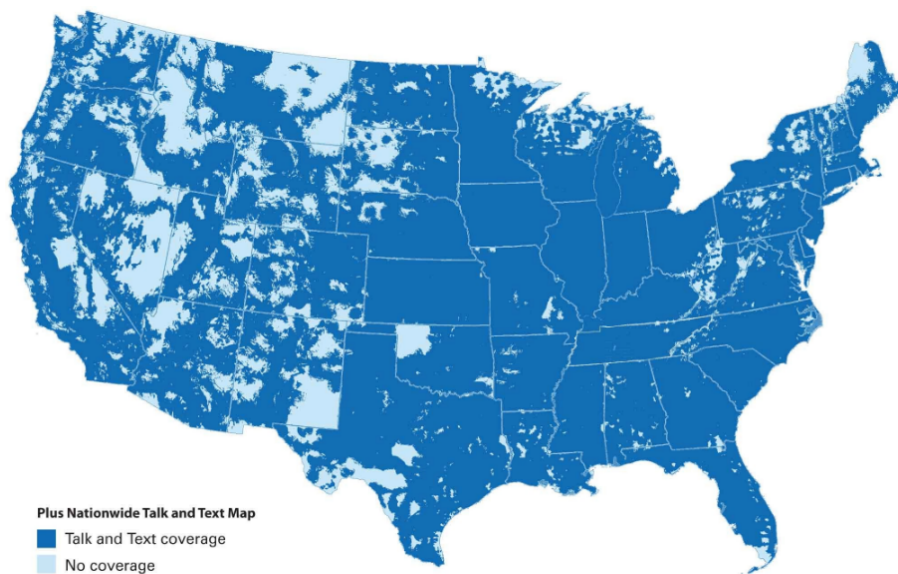 Plus Nationwide Talk and Text Map
Talk and Text coverage
No coverage